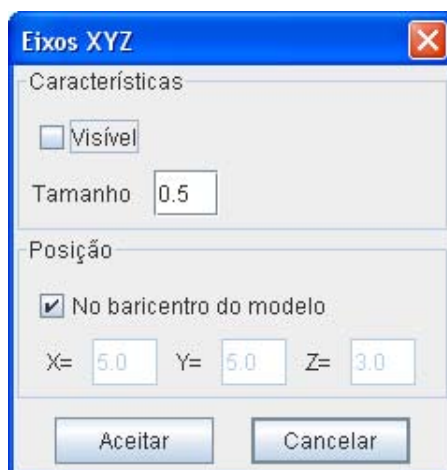 Eixos XYZ
Características
Visível
Tamanho 0.5
Posição
No baricentro do modelo
X= 5.0 Y= 5.0 Z= 3.0
Aceitar Cancelar